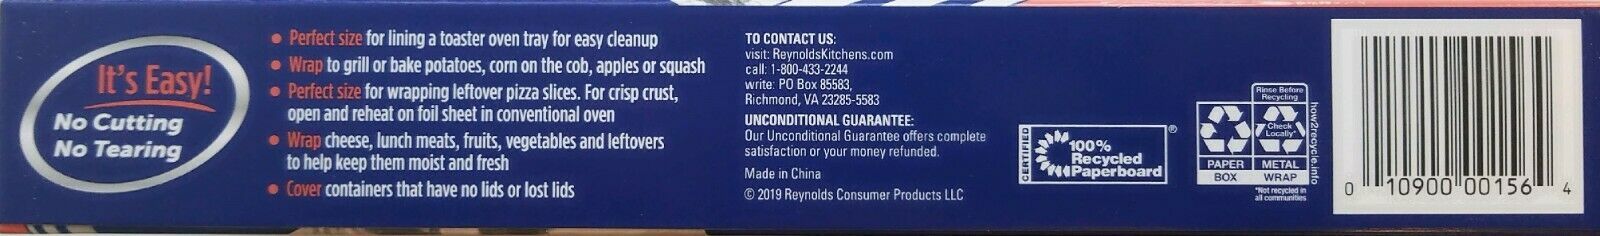 It's Easy!
No Cutting
No Tearing
• Perfect size for lining a toaster oven tray for easy cleanup
• Wrap to grill or bake potatoes, corn on the cob, apples or squash
• Perfect size for wrapping leftover pizza slices. For crisp crust,
open and reheat on foil sheet in conventional oven
• Wrap cheese, lunch meats, fruits, vegetables and leftovers
to help keep them moist and fresh
• Cover containers that have no lids or lost lids
TO CONTACT US:
visit: ReynoldsKitchens.com
call: 1-800-433-2244
write: PO Box 85583,
Richmond, VA 23285-5583
UNCONDITIONAL GUARANTEE:
Our Unconditional Guarantee offers complete
satisfaction or your money refunded.
Made in China
© 2019 Reynolds Consumer Products LLC
CERTIFIED
100%
Recycled
Paperboard
®
Rinse Before
Recycling
Check
Locally*
PAPER
METAL
BOX
WRAP
*Not recycled in
all communities
how2recycle.info
0 10900 00156 4